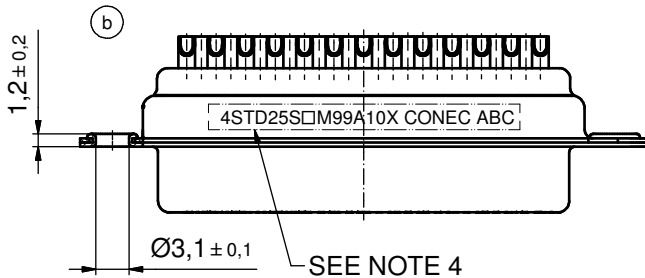 b
1,2±0,2
4STD25S□M99A10X CONEC ABC
Ø3,1±0,1
SEE NOTE 4